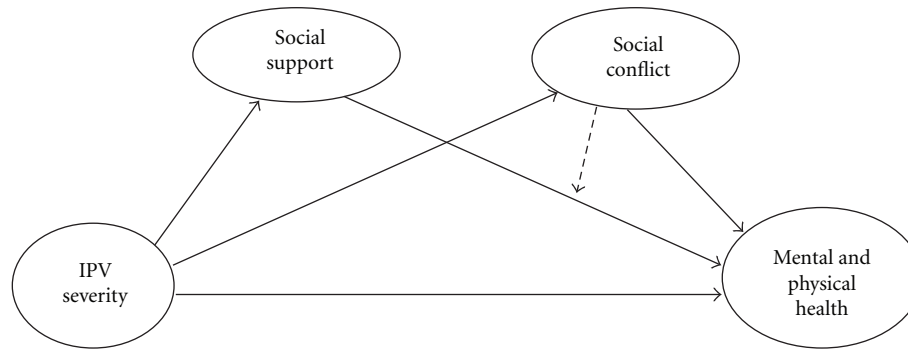 Social
support
Social
conflict
IPV
severity
Mental and
physical
health